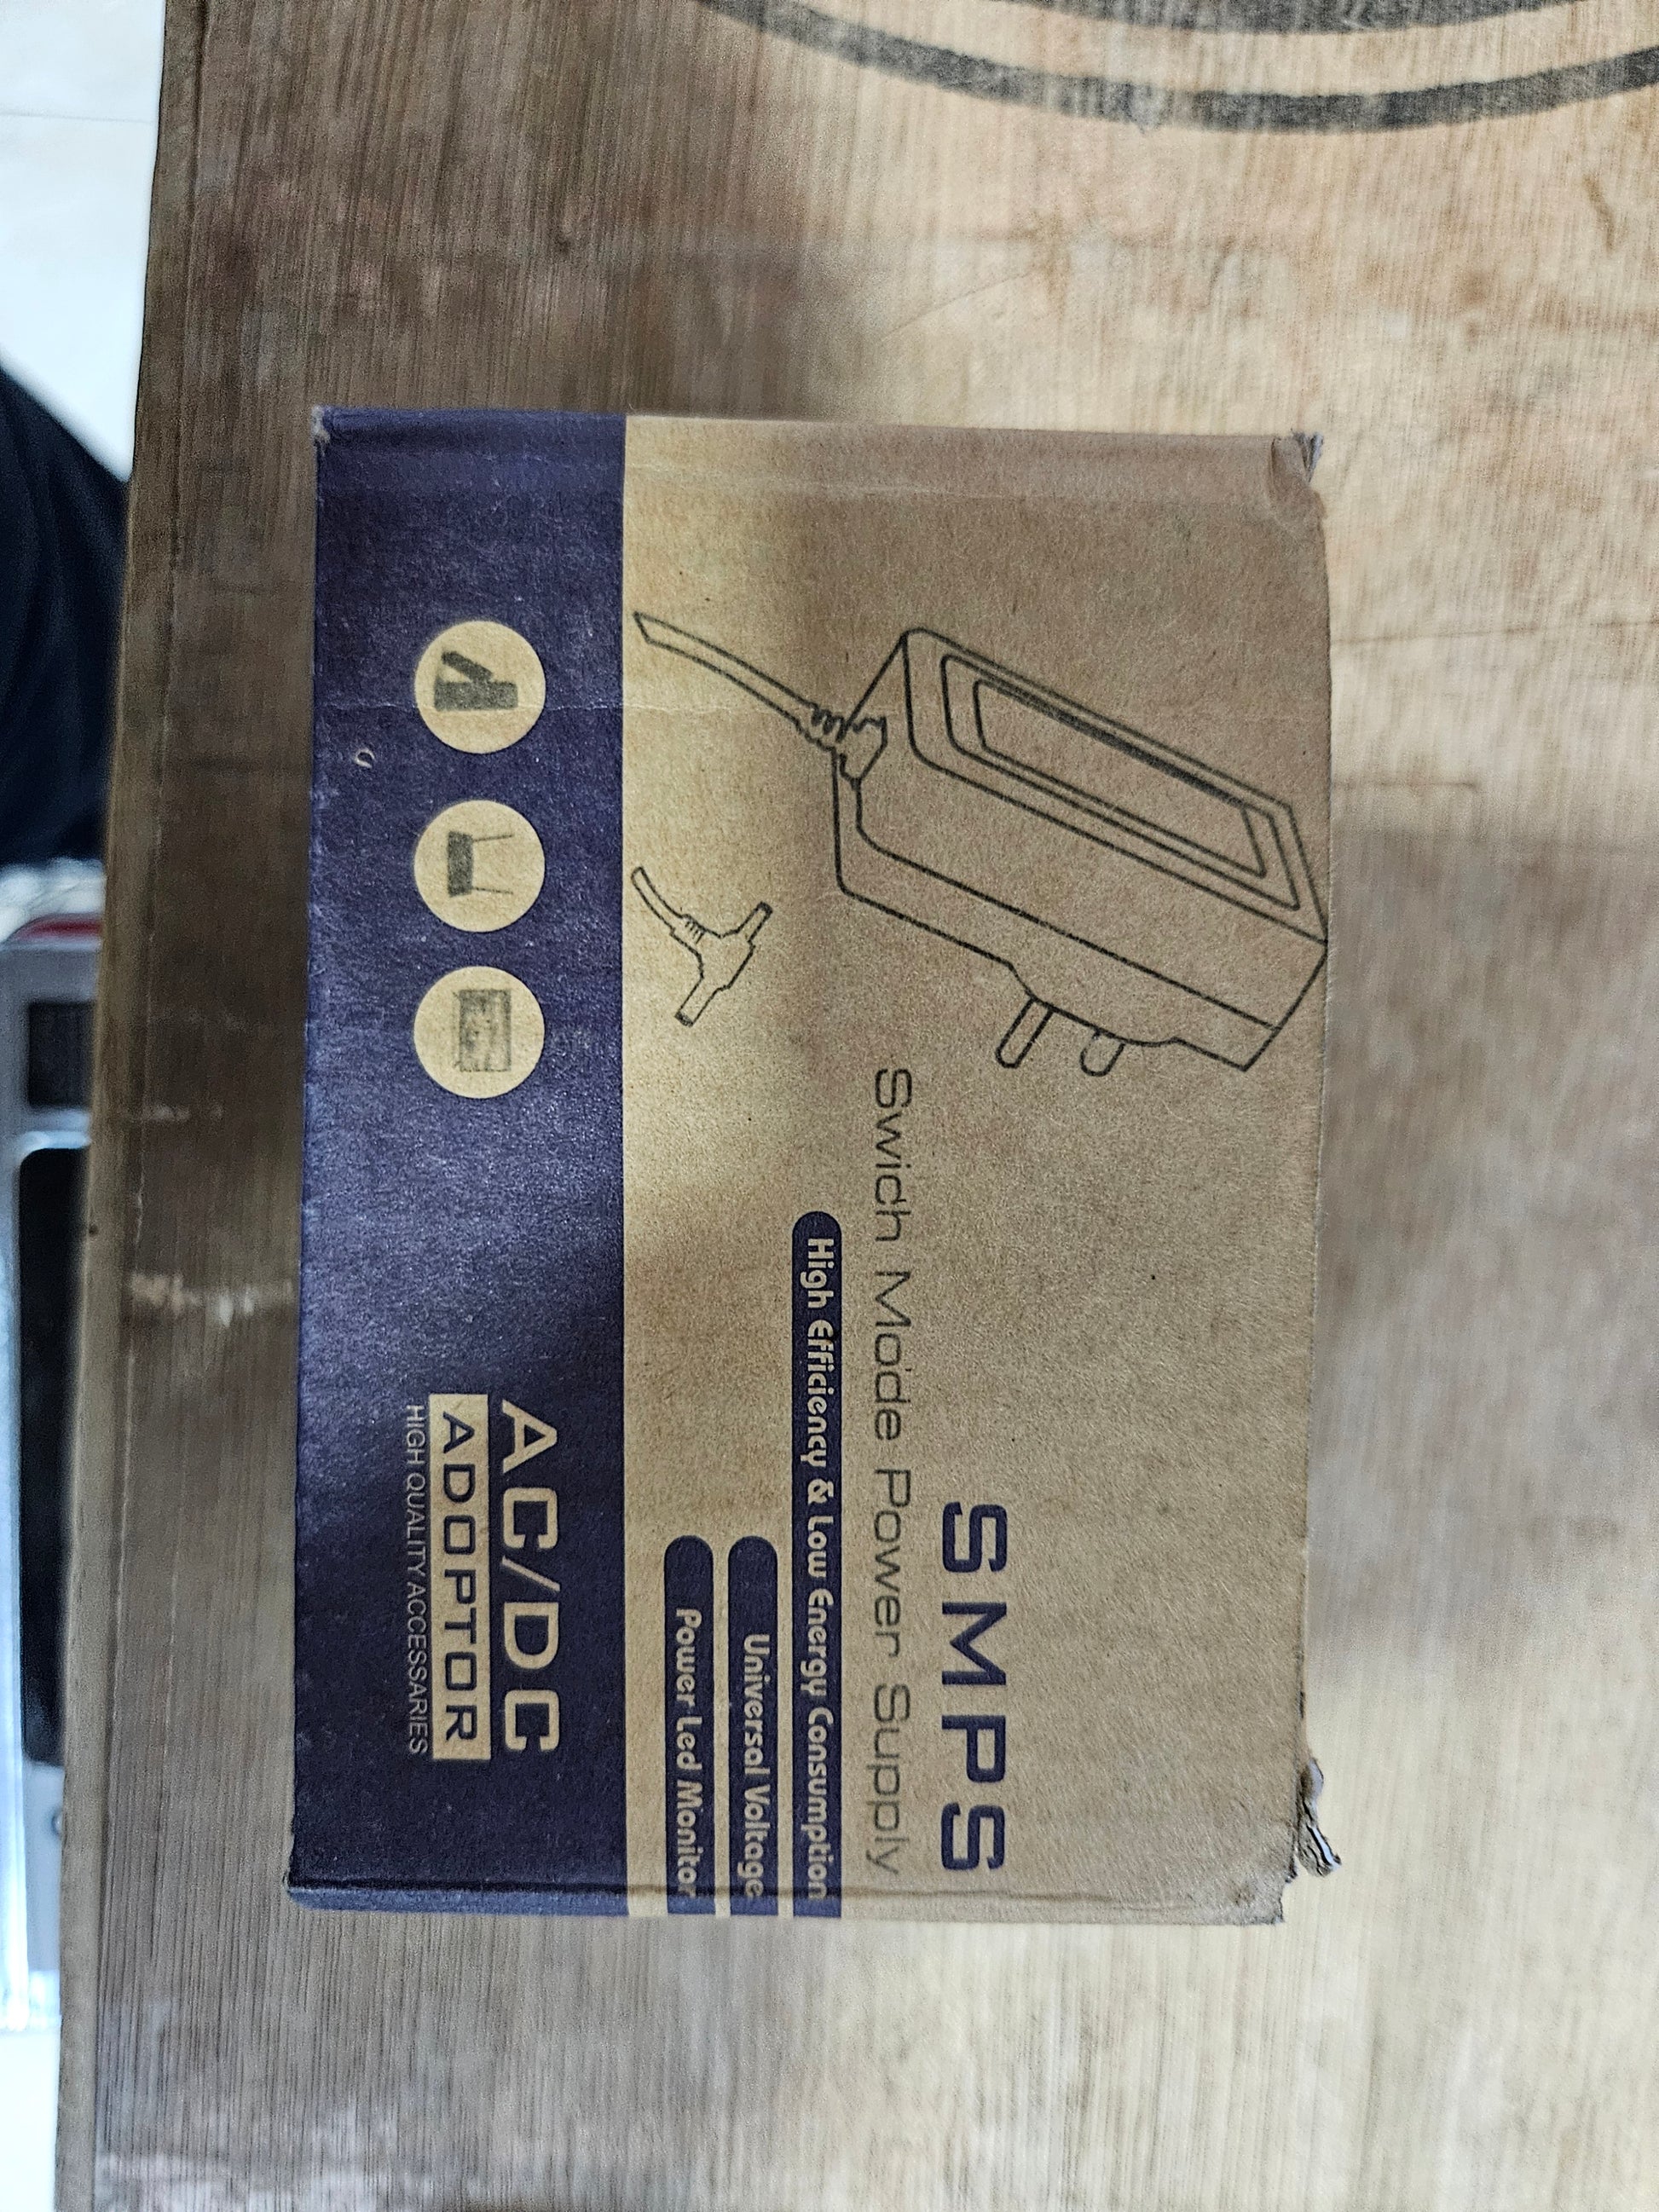 SMPS
Swich Mode Power Supply
High Efficiency & Low Energy Consumption
Universal Voltage
Power Led Monitor
AC/DC
ADOPTOR
HIGH QUALITY ACCESSARIES